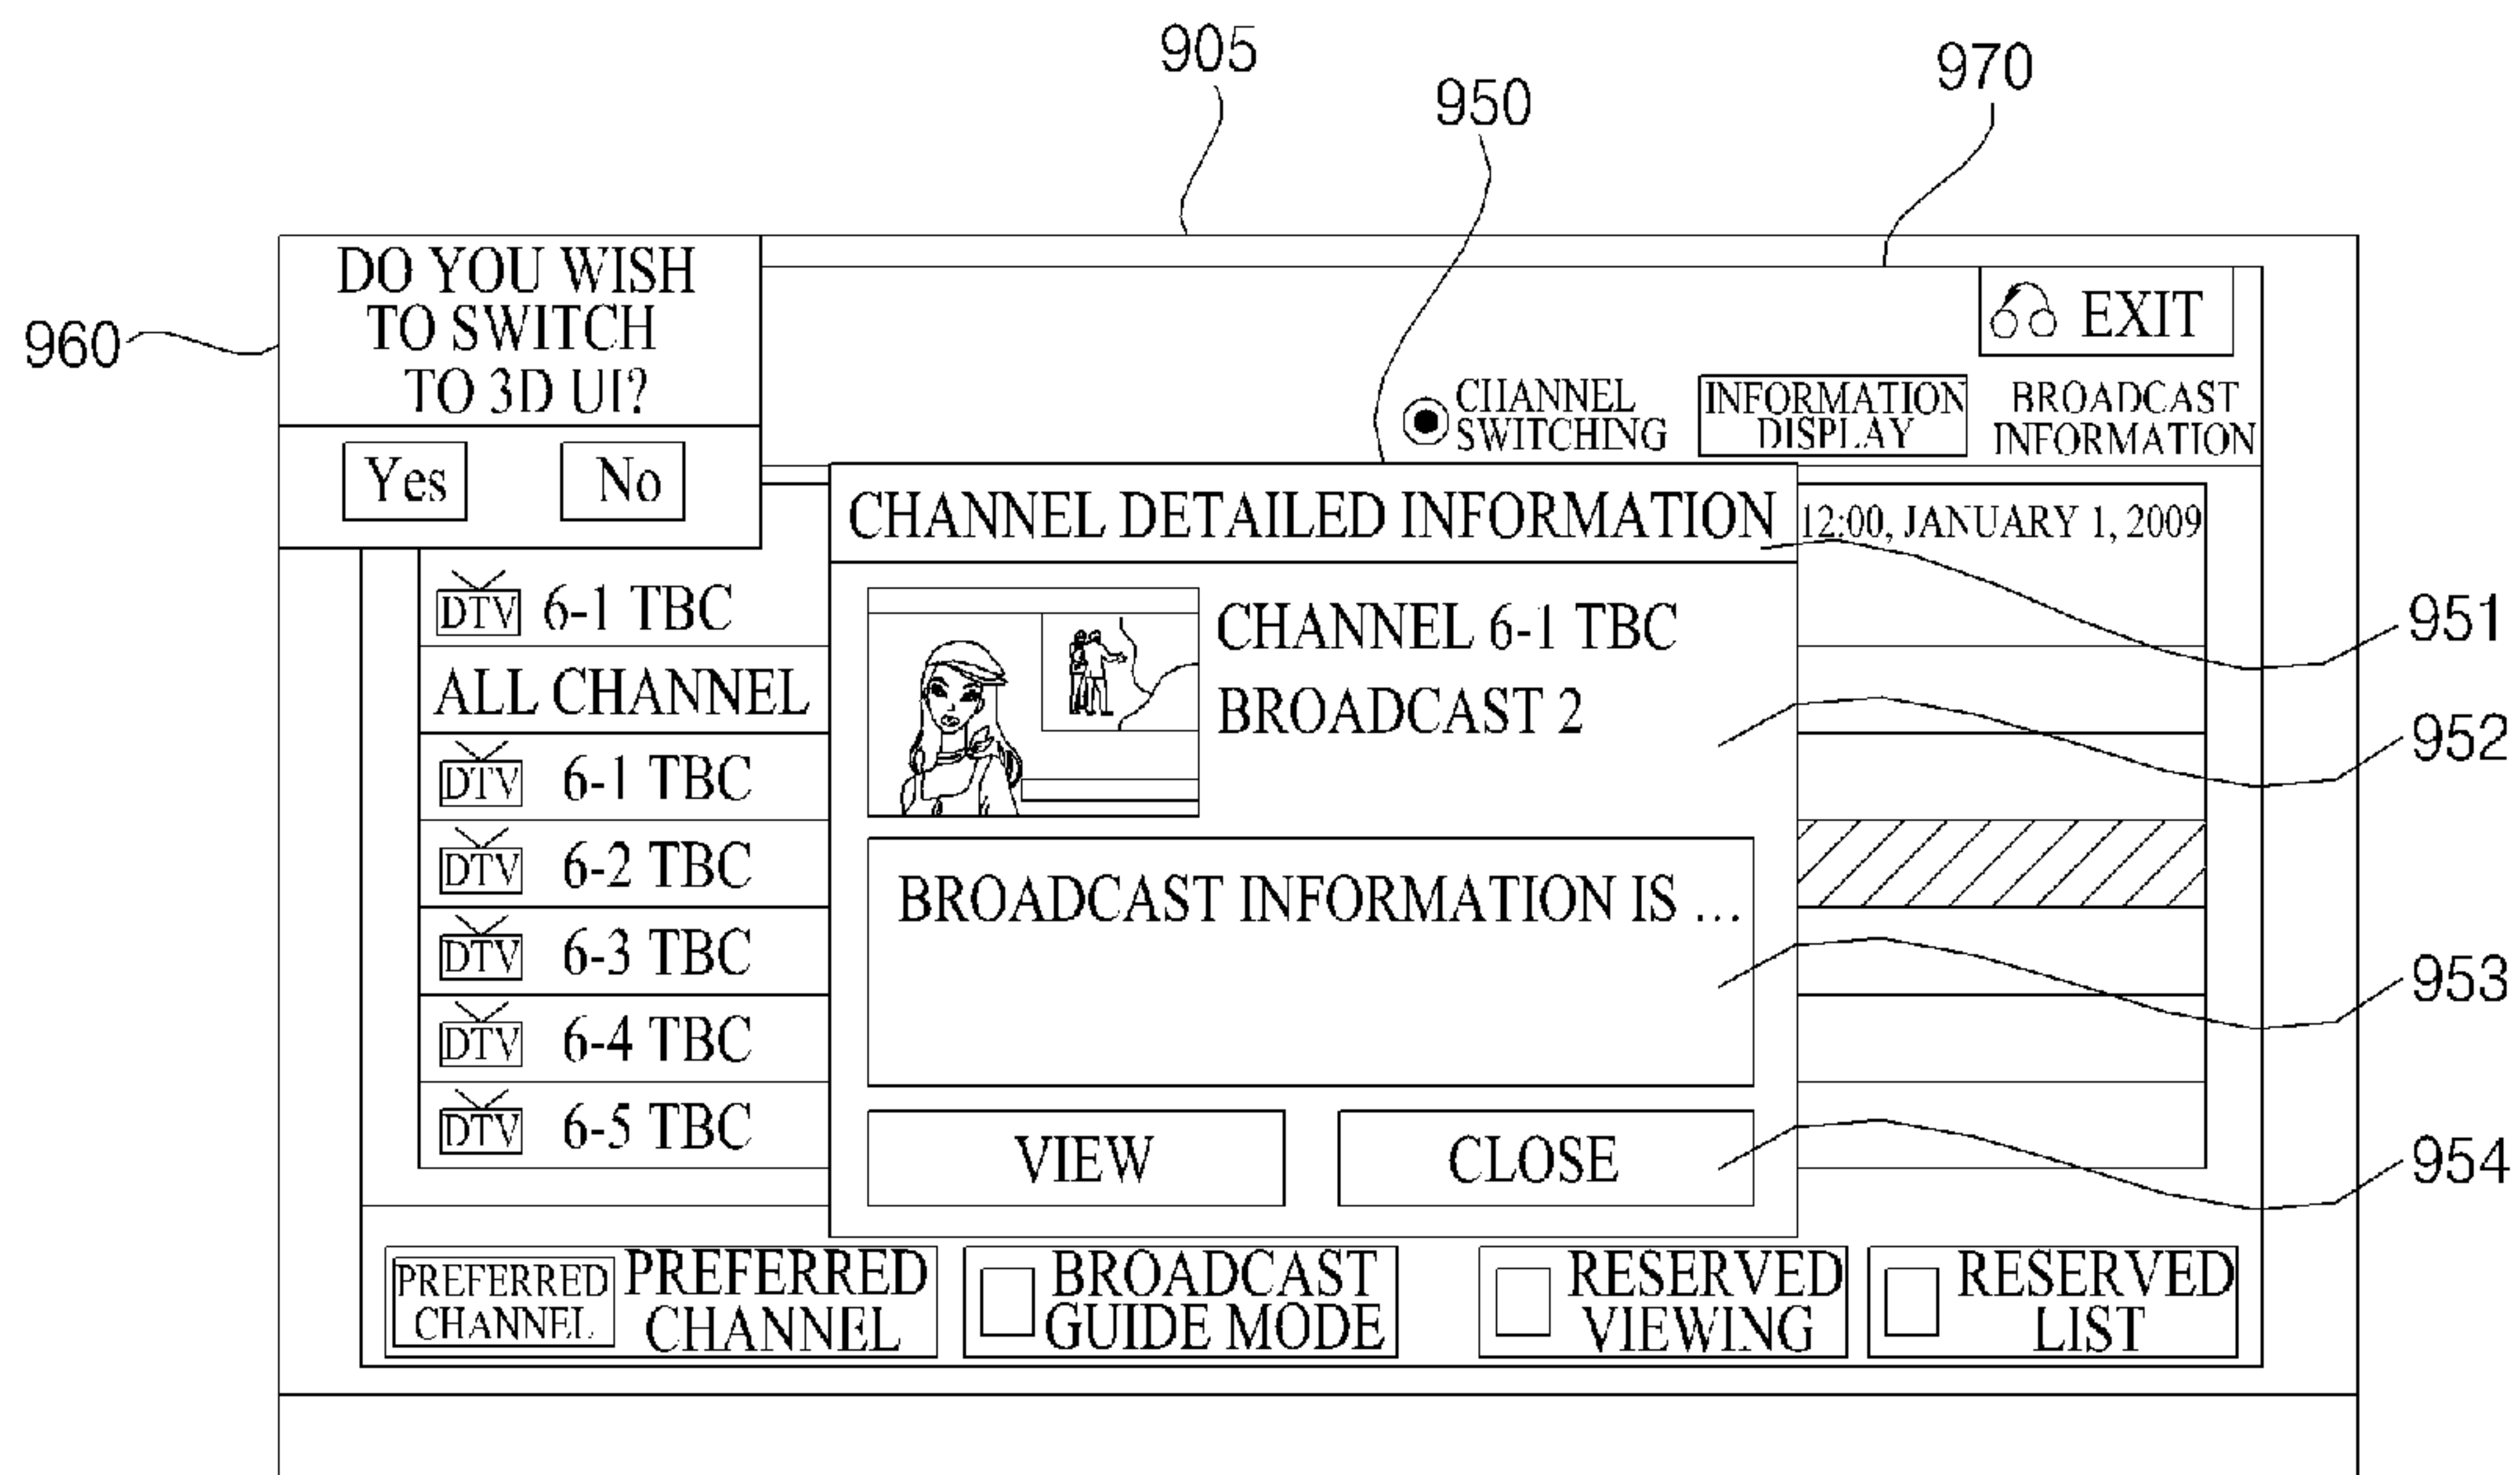 905
950
970
960
DO YOU WISH
TO SWITCH
TO 3D UI?
Yes No
EXIT
CHANNEL
SWITCHING
INFORMATION
DISPLAY
BROADCAST
INFORMATION
CHANNEL DETAILED INFORMATION
12:00, JANUARY 1, 2009
951
952
953
954
DTV 6-1 TBC
ALL CHANNEL
DTV 6-1 TBC
DTV 6-2 TBC
DTV 6-3 TBC
DTV 6-4 TBC
DTV 6-5 TBC
CHANNEL 6-1 TBC
BROADCAST 2
BROADCAST INFORMATION IS ...
VIEW CLOSE
PREFERRED
CHANNEL
PREFERRED
CHANNEL
BROADCAST
GUIDE MODE
RESERVED
VIEWING
RESERVED
LIST